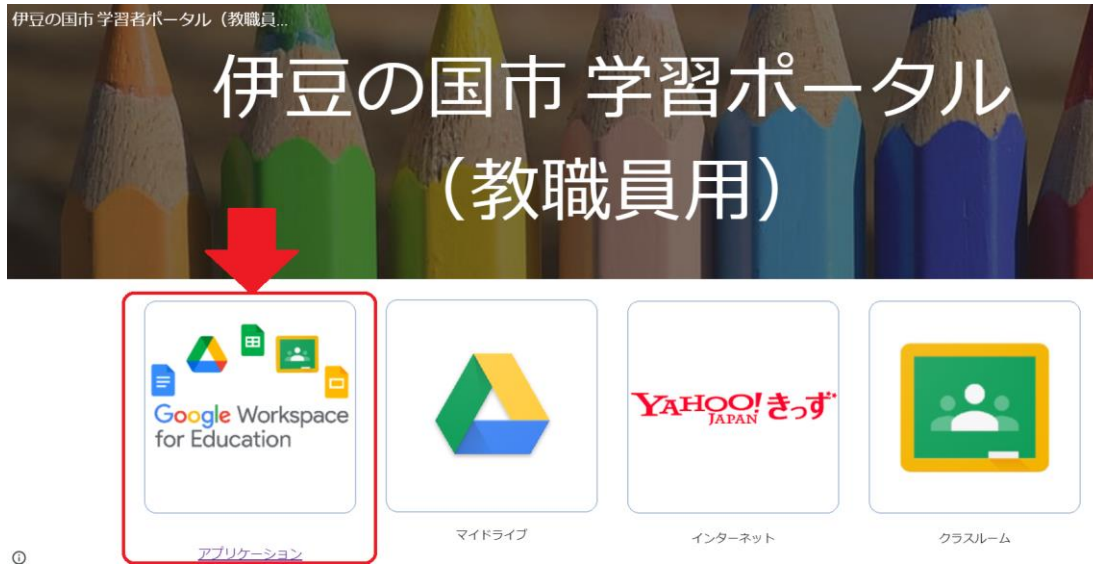 伊豆の国市 学習者ポータル（教職員...
伊豆の国市 学習ポータル
（教職員用）
Google Workspace
for Education
YAHOO! きっず
JAPAN
アプリケーション
マイドライブ
インターネット
クラスルーム